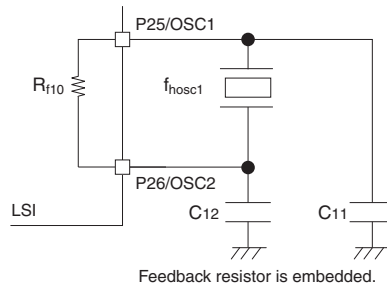 P25/OSC1
Rf10
fhosc1
P26/OSC2
LSI
C12
C11
Feedback resistor is embedded.